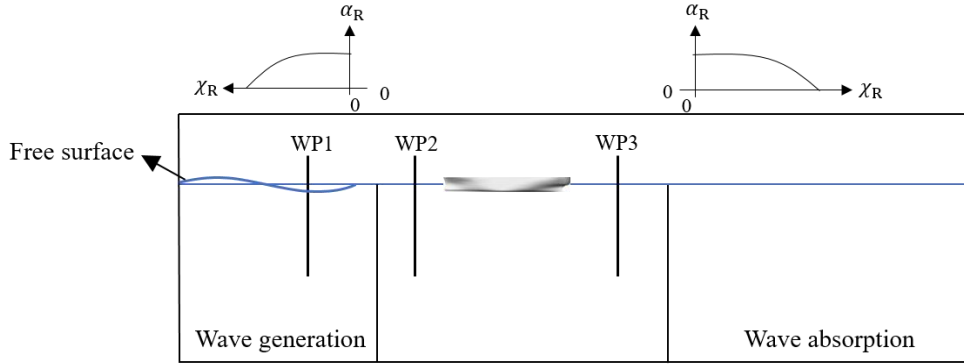 α_R
α_R
χ_R
0
0
0
0
χ_R
WP1
WP2
WP3
Free surface
Wave generation
Wave absorption